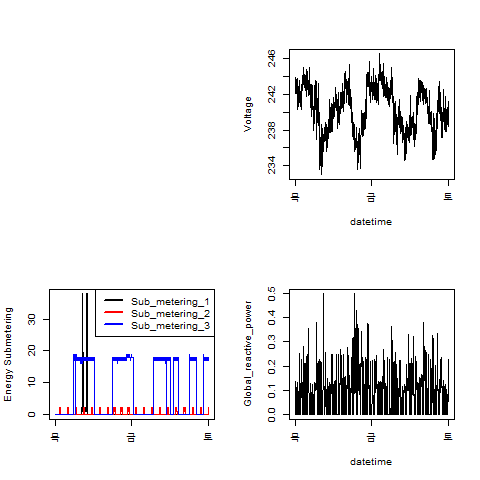 Voltage
234
238
242
246
목
금
토
datetime
Energy Submetering
0
10
20
30
Sub_metering_1
Sub_metering_2
Sub_metering_3
목
금
토
Global_reactive_power
0.0
0.1
0.2
0.3
0.4
0.5
목
금
토
datetime